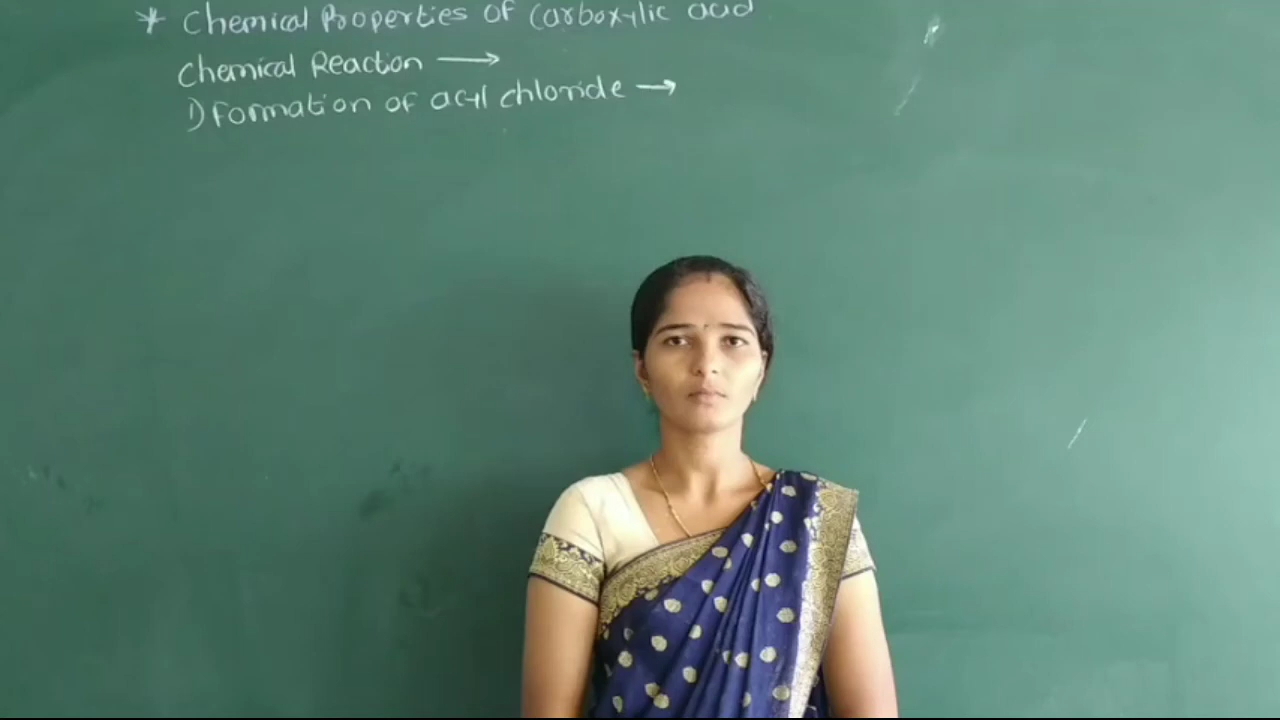 * Chemical Properties of Carboxylic acid
Chemical Reaction →
1) Formation of acyl chloride →